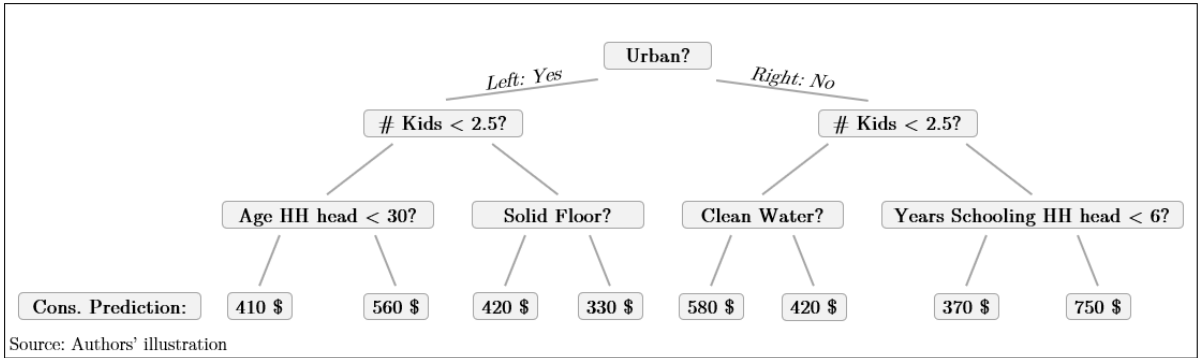 Urban?
Left: Yes
Right: No
# Kids < 2.5?
# Kids < 2.5?
Age HH head < 30?
Solid Floor?
Clean Water?
Years Schooling HH head < 6?
Cons. Prediction:
410 $
560 $
420 $
330 $
580 $
420 $
370 $
750 $
Source: Authors' illustration